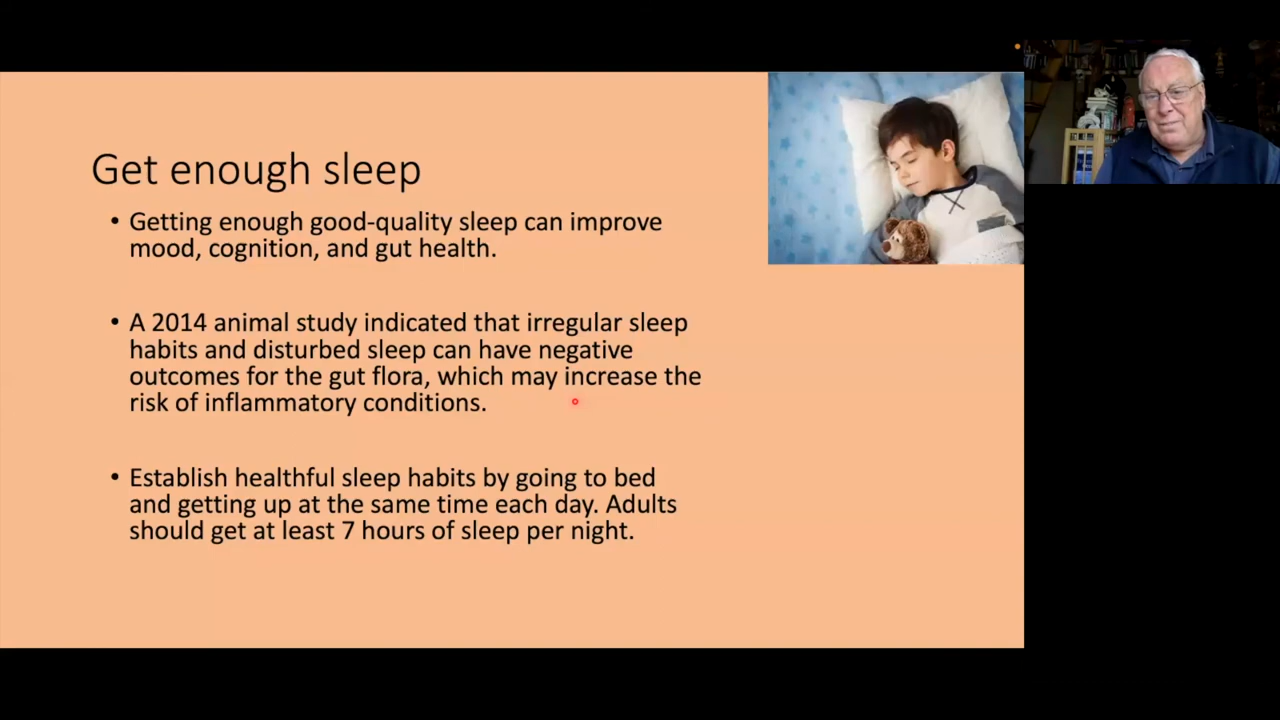 Get enough sleep
• Getting enough good-quality sleep can improve
mood, cognition, and gut health.
• A 2014 animal study indicated that irregular sleep
habits and disturbed sleep can have negative
outcomes for the gut flora, which may increase the
risk of inflammatory conditions.
• Establish healthful sleep habits by going to bed
and getting up at the same time each day. Adults
should get at least 7 hours of sleep per night.